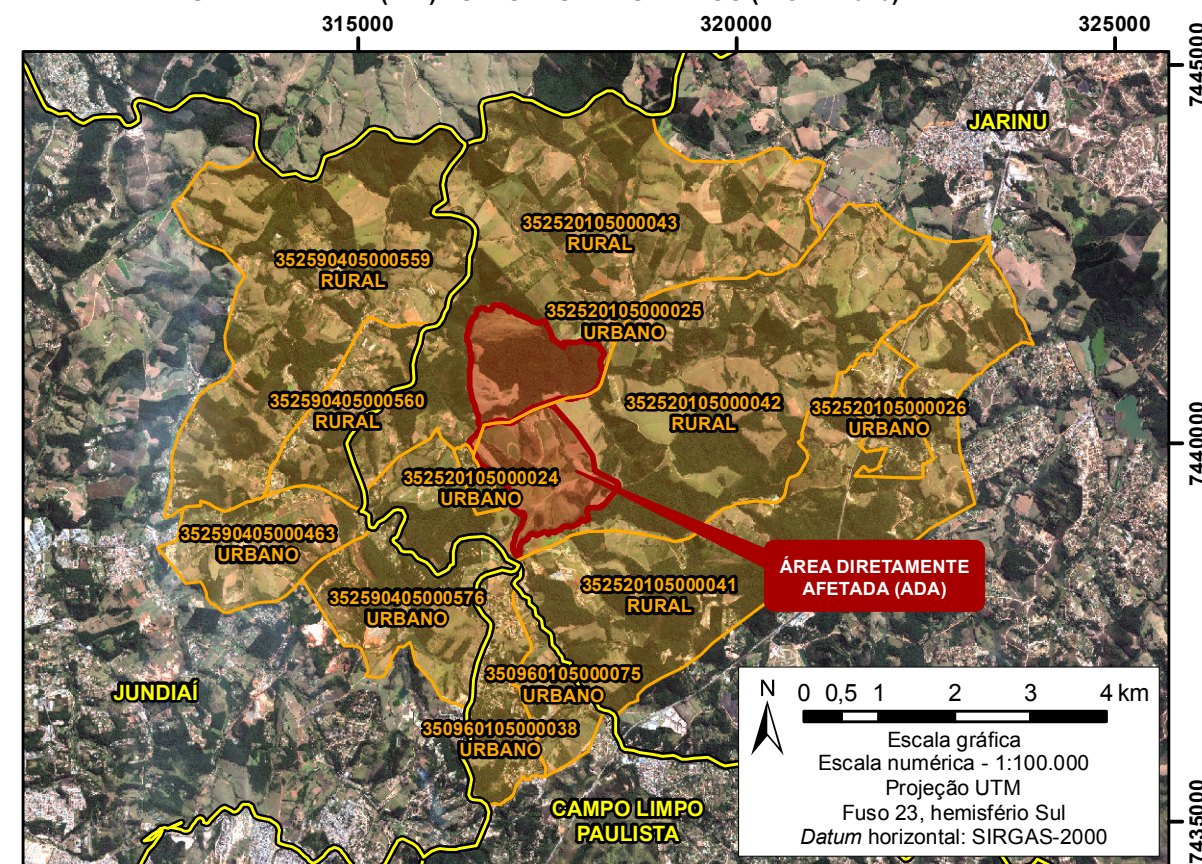 315000
320000
325000
7445000
JARINU
352520105000043
RURAL
352590405000559
RURAL
352520105000025
URBANO
352590405000560
RURAL
352520105000042
RURAL
352520105000026
URBANO
7440000
352520105000024
URBANO
352590405000463
URBANO
ÁREA DIRETAMENTE
AFETADA (ADA)
352590405000576
URBANO
352520105000041
RURAL
JUNDIAÍ
350960105000075
URBANO
350960105000038
URBANO
CAMPO LIMPO
PAULISTA
N
0 0,5 1 2 3 4 km
Escala gráfica
Escala numérica - 1:100.000
Projeção UTM
Fuso 23, hemisfério Sul
Datum horizontal: SIRGAS-2000
7435000